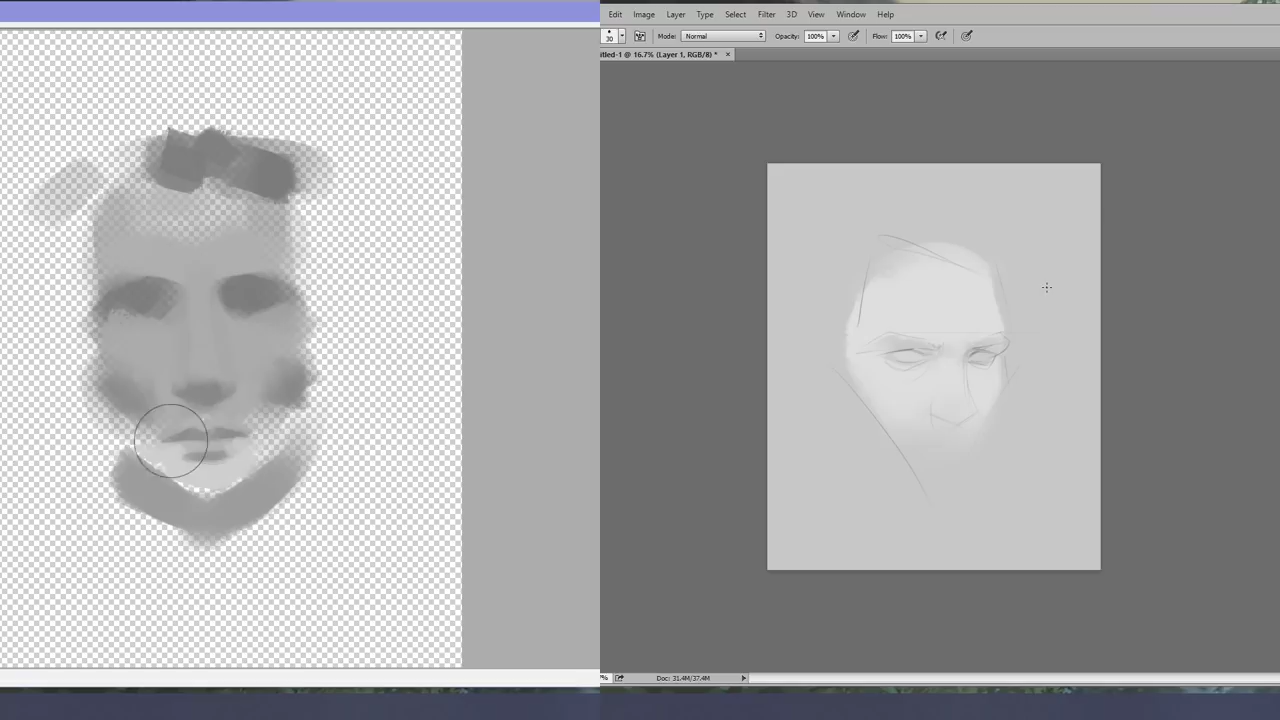 Edit Image Layer Type Select Filter 3D View Window Help
30 Mode: Normal Opacity: 100% Flow: 100%
itled-1 @ 16.7% (Layer 1, RGB/8) * ×
% Doc: 31.4M/37.4M